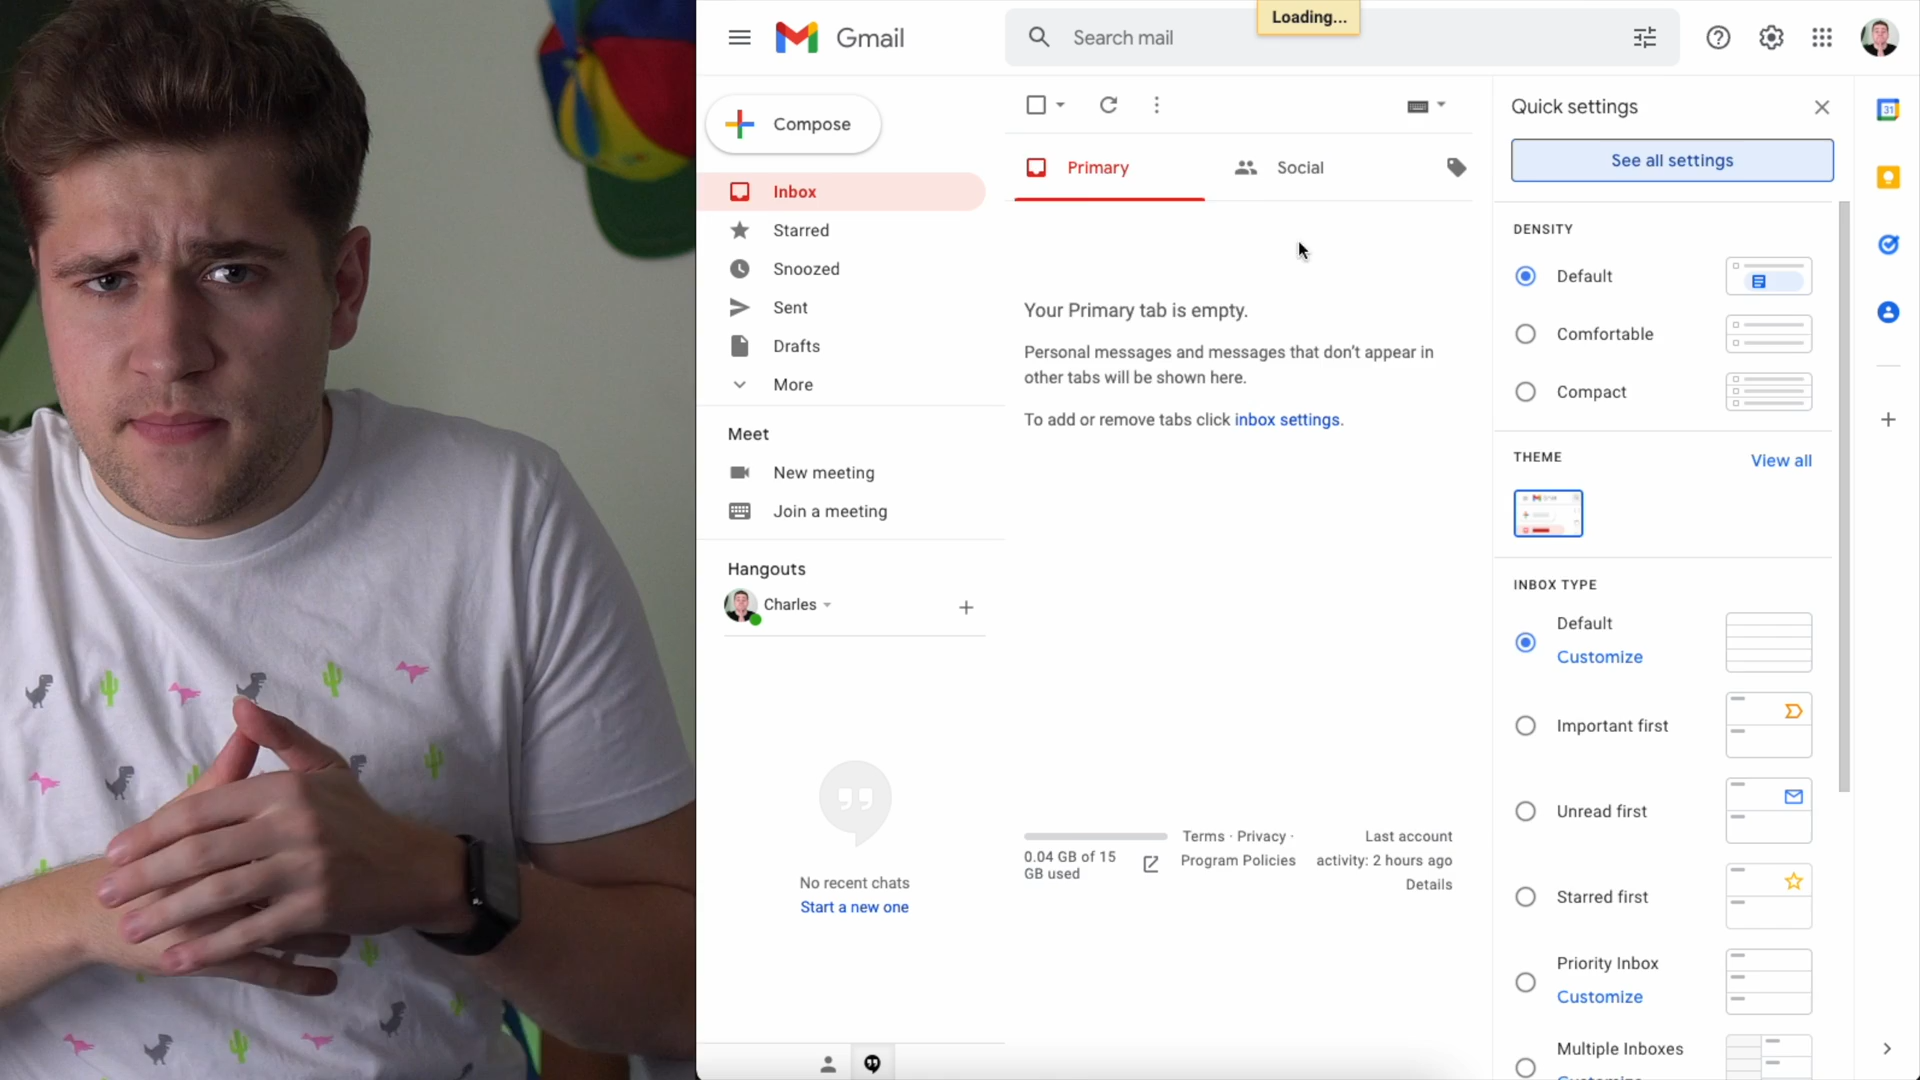 Loading...
Gmail
Search mail
Compose
Inbox
Starred
Snoozed
Sent
Drafts
More
Meet
New meeting
Join a meeting
Hangouts
Charles
No recent chats
Start a new one
Primary
Social
Your Primary tab is empty.
Personal messages and messages that don't appear in
other tabs will be shown here.
To add or remove tabs click inbox settings.
0.04 GB of 15
GB used
Terms · Privacy ·
Program Policies
Last account
activity: 2 hours ago
Details
Quick settings
See all settings
DENSITY
Default
Comfortable
Compact
THEME
View all
INBOX TYPE
Default
Customize
Important first
Unread first
Starred first
Priority Inbox
Customize
Multiple Inboxes
31